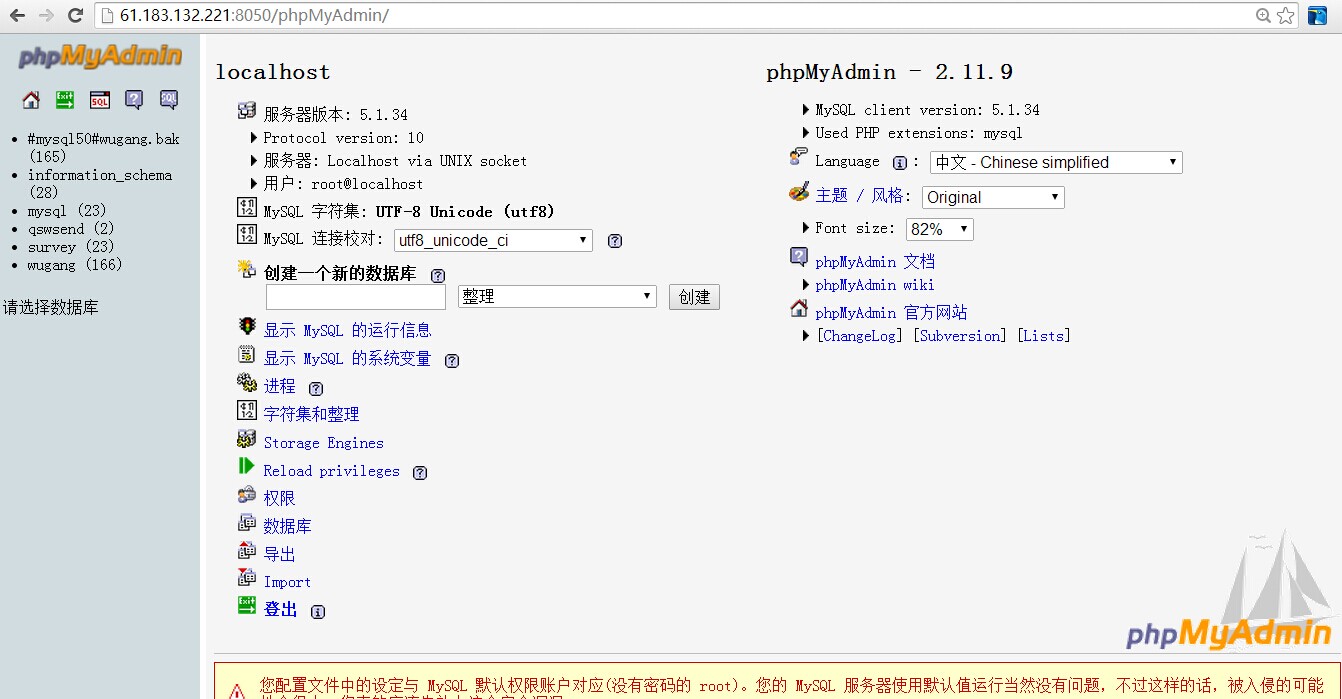 61.183.132.221:8050/phpMyAdmin/
phpMyAdmin
Exit
SQL
SQL
#mysql50#wugang.bak
(165)
information_schema
(28)
mysql (23)
qswsend (2)
survey (23)
wugang (166)
请选择数据库
localhost
服务器版本: 5.1.34
Protocol version: 10
服务器: Localhost via UNIX socket
用户: root@localhost
MySQL 字符集: UTF-8 Unicode (utf8)
MySQL 连接校对: utf8_unicode_ci
创建一个新的数据库
整理 创建
显示 MySQL 的运行信息
显示 MySQL 的系统变量
进程
字符集和整理
Storage Engines
Reload privileges
权限
数据库
导出
Import
Exit
登出
phpMyAdmin - 2.11.9
MySQL client version: 5.1.34
Used PHP extensions: mysql
Language : 中文 - Chinese simplified
主题 / 风格: Original
Font size: 82%
phpMyAdmin 文档
phpMyAdmin wiki
phpMyAdmin 官方网站
[ChangeLog] [Subversion] [Lists]
phpMyAdmin
您配置文件中的设定与 MySQL 默认权限账户对应(没有密码的 root)。您的 MySQL 服务器使用默认值运行当然没有问题，不过这样的话，被入侵的可能